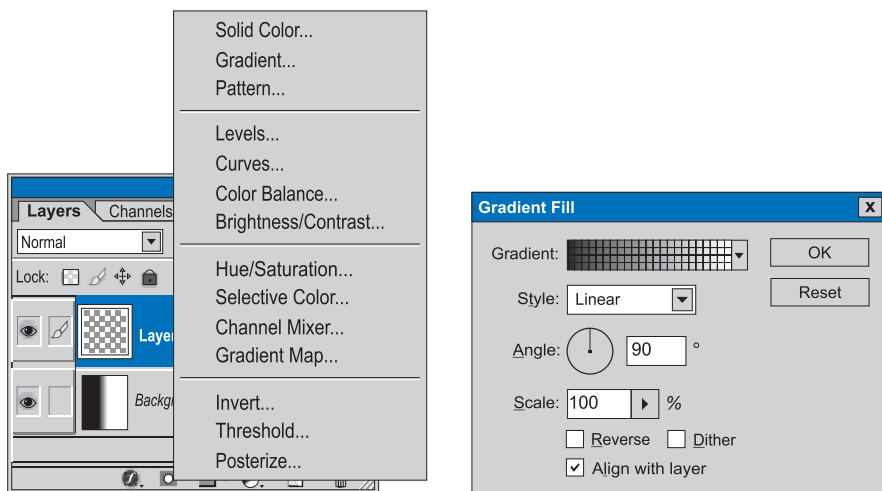 Solid Color...
Gradient...
Pattern...
Levels...
Curves...
Color Balance...
Brightness/Contrast...
Hue/Saturation...
Selective Color...
Channel Mixer...
Gradient Map...
Invert...
Threshold...
Posterize...
Layers Channels
Normal
Lock:
Laye
Backg
Gradient Fill X
Gradient: OK
Style: Linear Reset
Angle: 90 °
Scale: 100 %
Reverse Dither
Align with layer